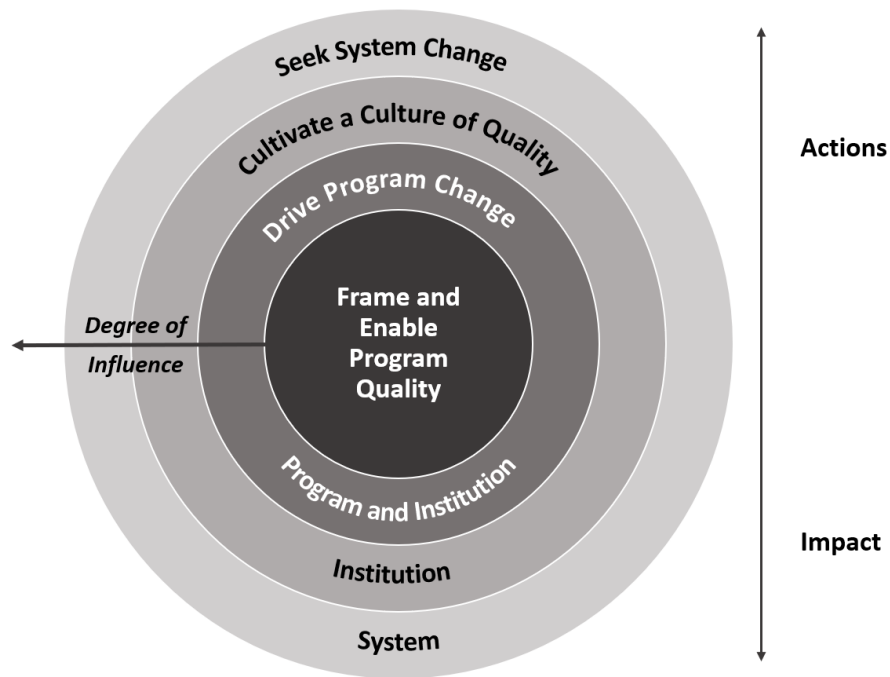 Seek System Change
Cultivate a Culture of Quality
Actions
Drive Program Change
Frame and
Enable
Program
Quality
Degree of
Influence
Program and Institution
Impact
Institution
System